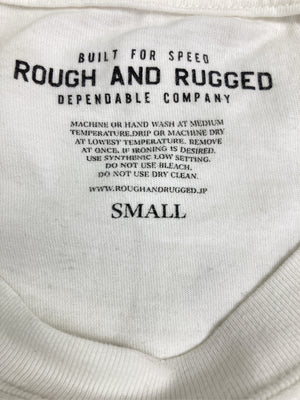 BUILT FOR SPEED
ROUGH AND RUGGED
DEPENDABLE COMPANY
MACHINE OR HAND WASH AT MEDIUM
TEMPERATURE.DRIP OR MACHINE DRY
AT LOWEST TEMPERATURE. REMOVE
AT ONCE. IF IRONING IS DESIRED.
USE SYNTHENIC LOW SETTING.
DO NOT USE BLEACH.
DO NOT USE DRY CLEAN.
WWW.ROUGHANDRUGGED.JP
SMALL